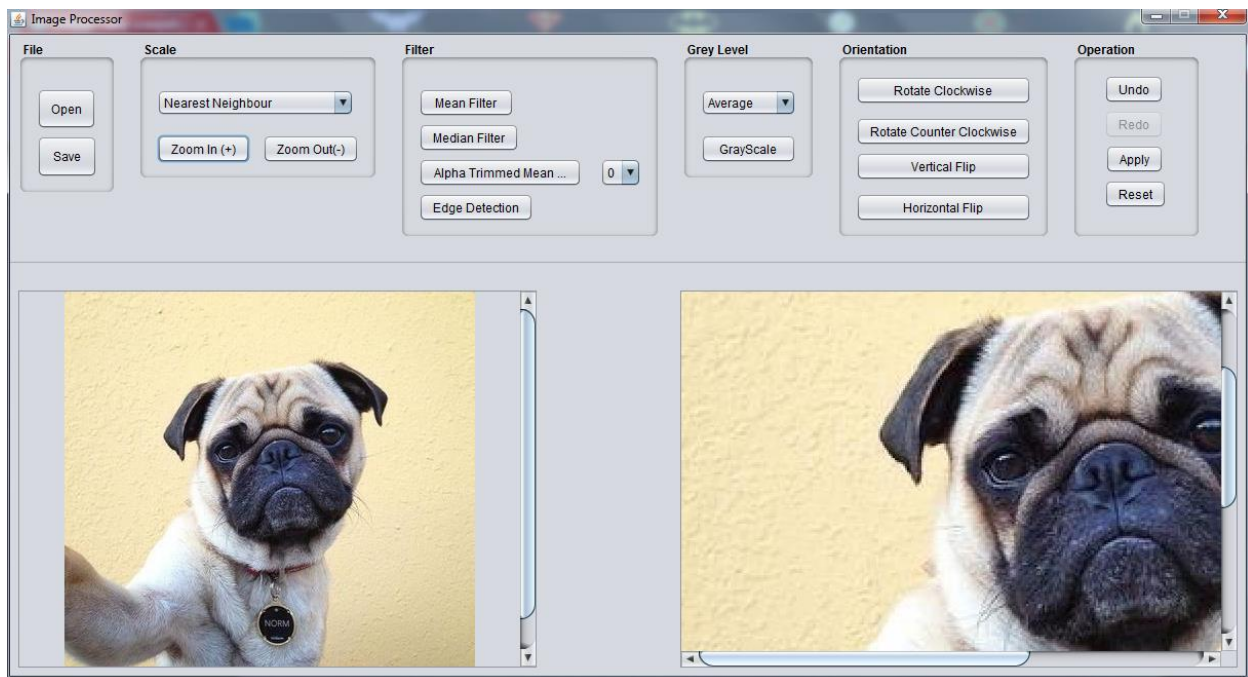 Image Processor
File
Open
Save
Scale
Nearest Neighbour
Zoom In (+)
Zoom Out(-)
Filter
Mean Filter
Median Filter
Alpha Trimmed Mean ...
0
Edge Detection
Grey Level
Average
GrayScale
Orientation
Rotate Clockwise
Rotate Counter Clockwise
Vertical Flip
Horizontal Flip
Operation
Undo
Redo
Apply
Reset
NORM